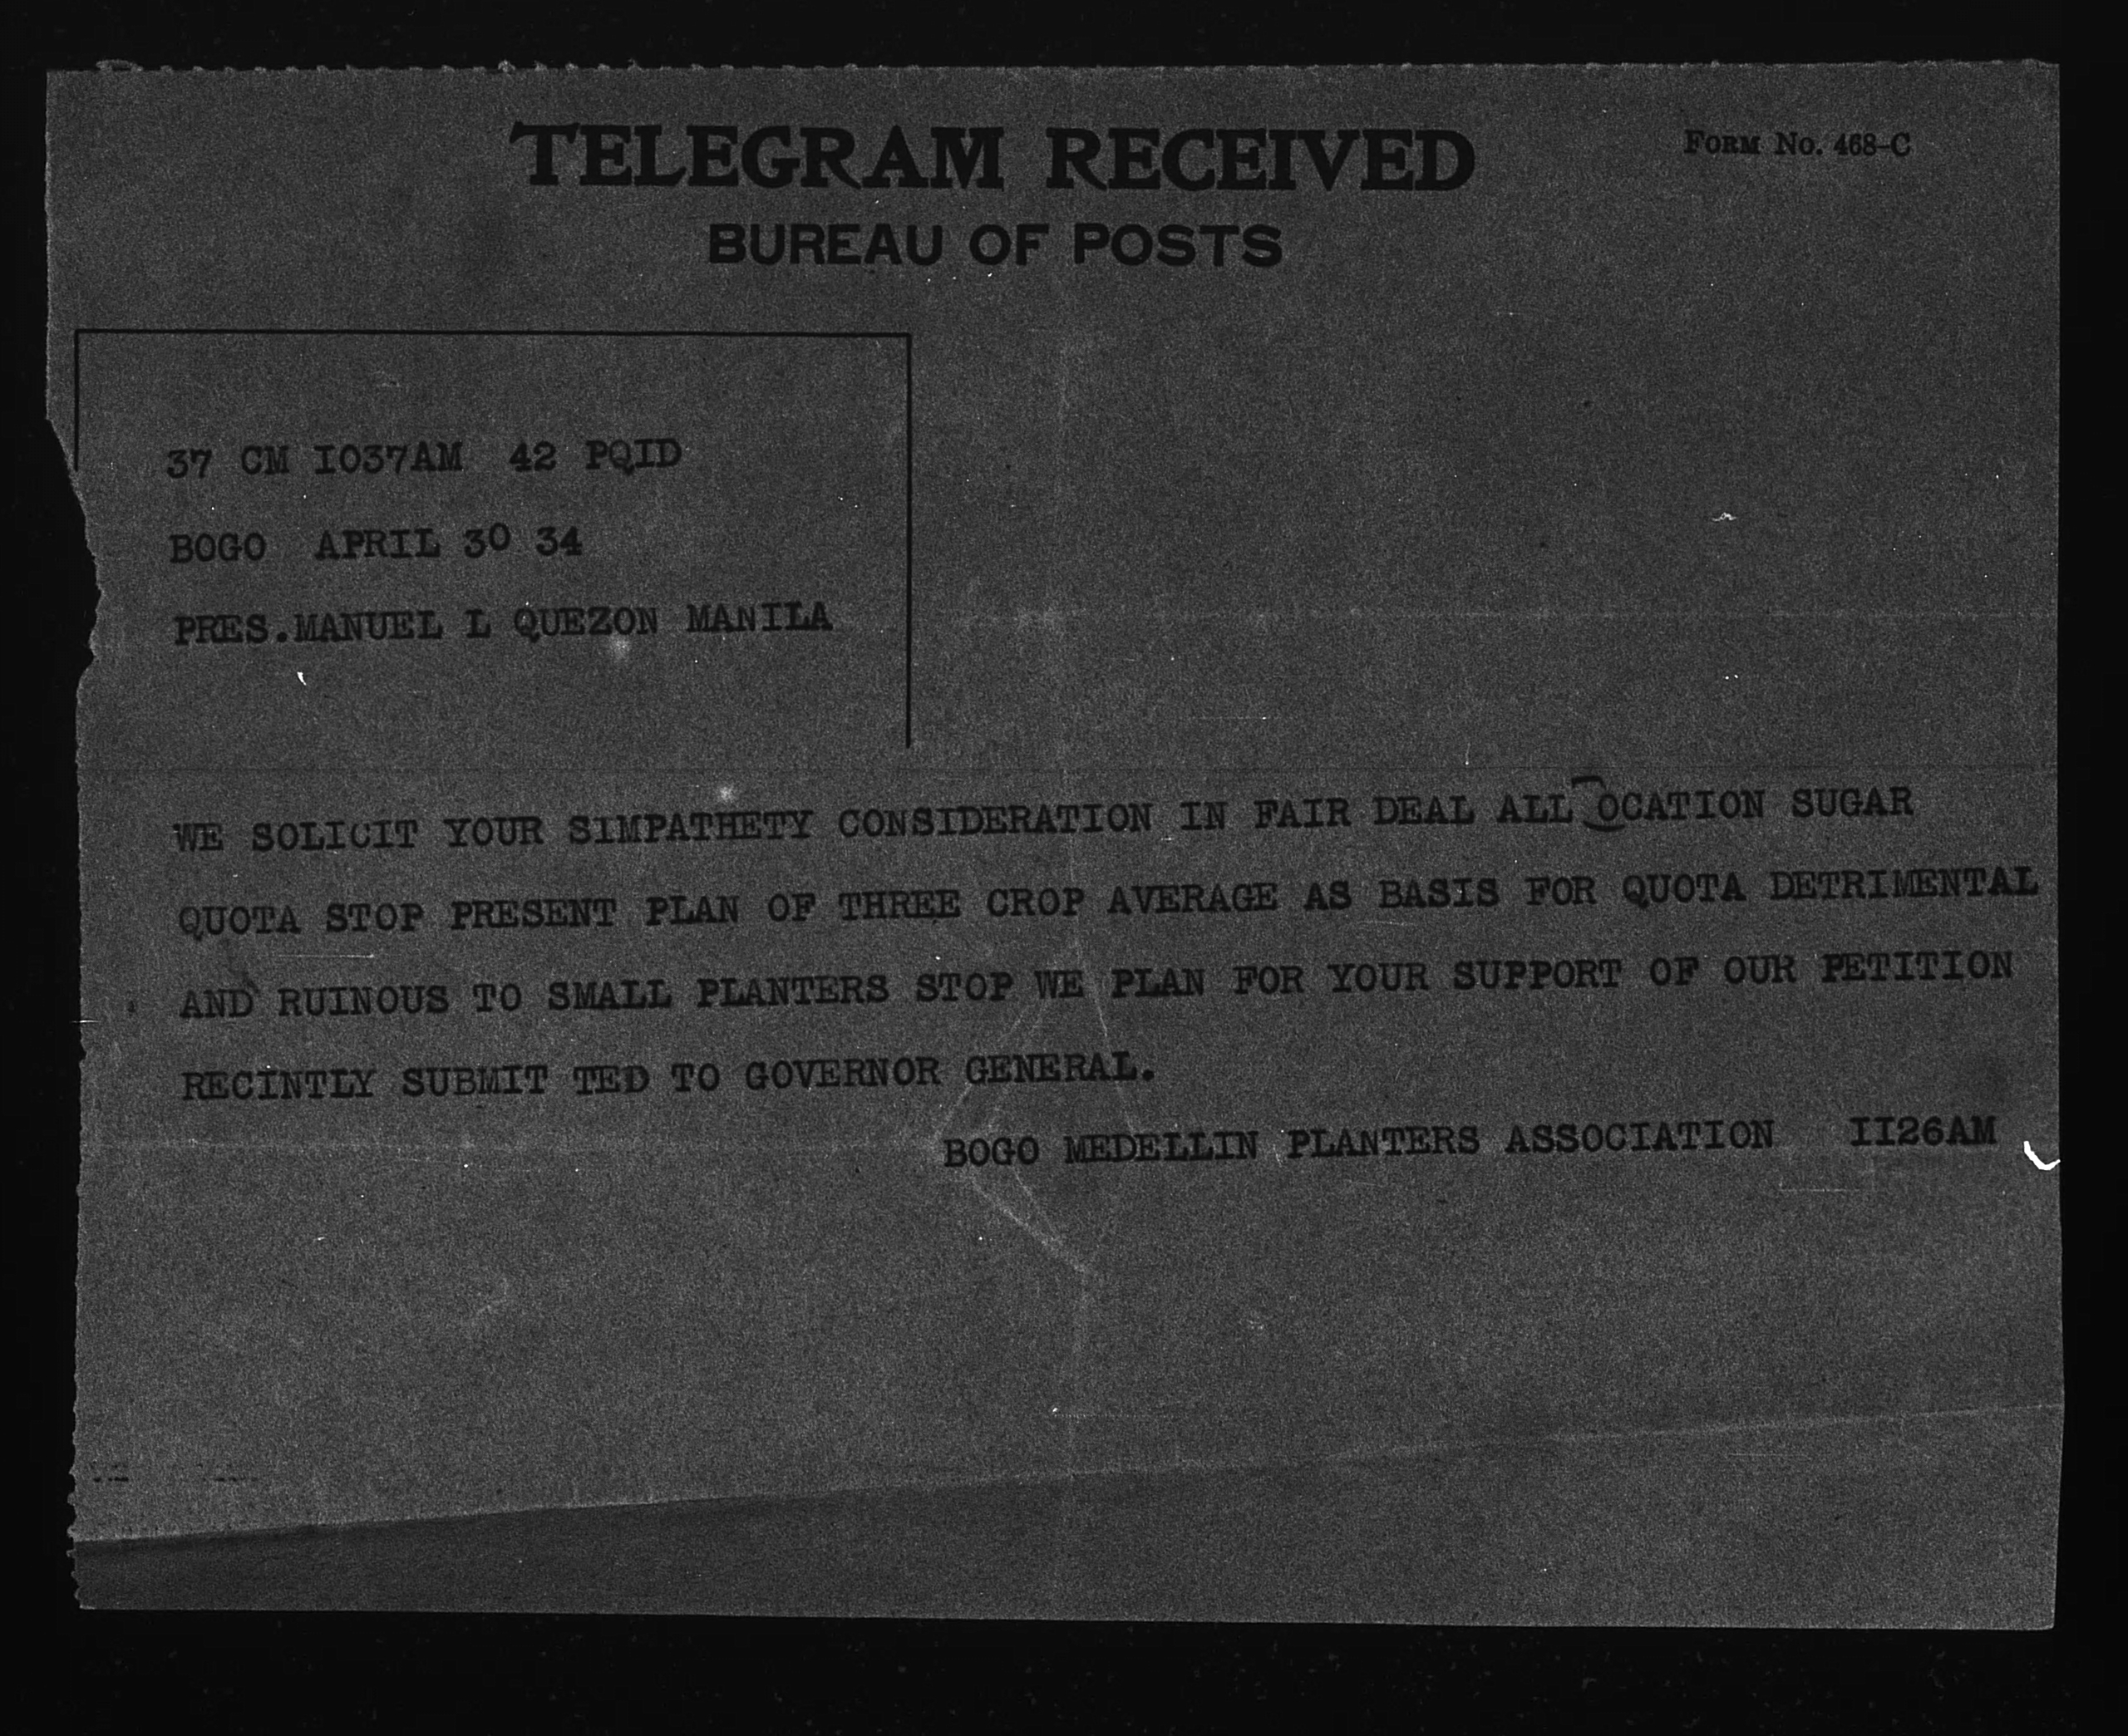 TELEGRAM RECEIVED
FORM NO. 468-C
BUREAU OF POSTS
37 CM I037AM 42 PQID
BOGO APRIL 30 34
PRES.MANUEL L QUEZON MANILA
WE SOLICIT YOUR SIMPATHETY CONSIDERATION IN FAIR DEAL ALL OCATION SUGAR
QUOTA STOP PRESENT PLAN OF THREE CROP AVERAGE AS BASIS FOR QUOTA DETRIMENTAL
AND RUINOUS TO SMALL PLANTERS STOP WE PLAN FOR YOUR SUPPORT OF OUR PETITION
RECINTLY SUBMIT TED TO GOVERNOR GENERAL.
BOGO MEDELLIN PLANTERS ASSOCIATION II26AM